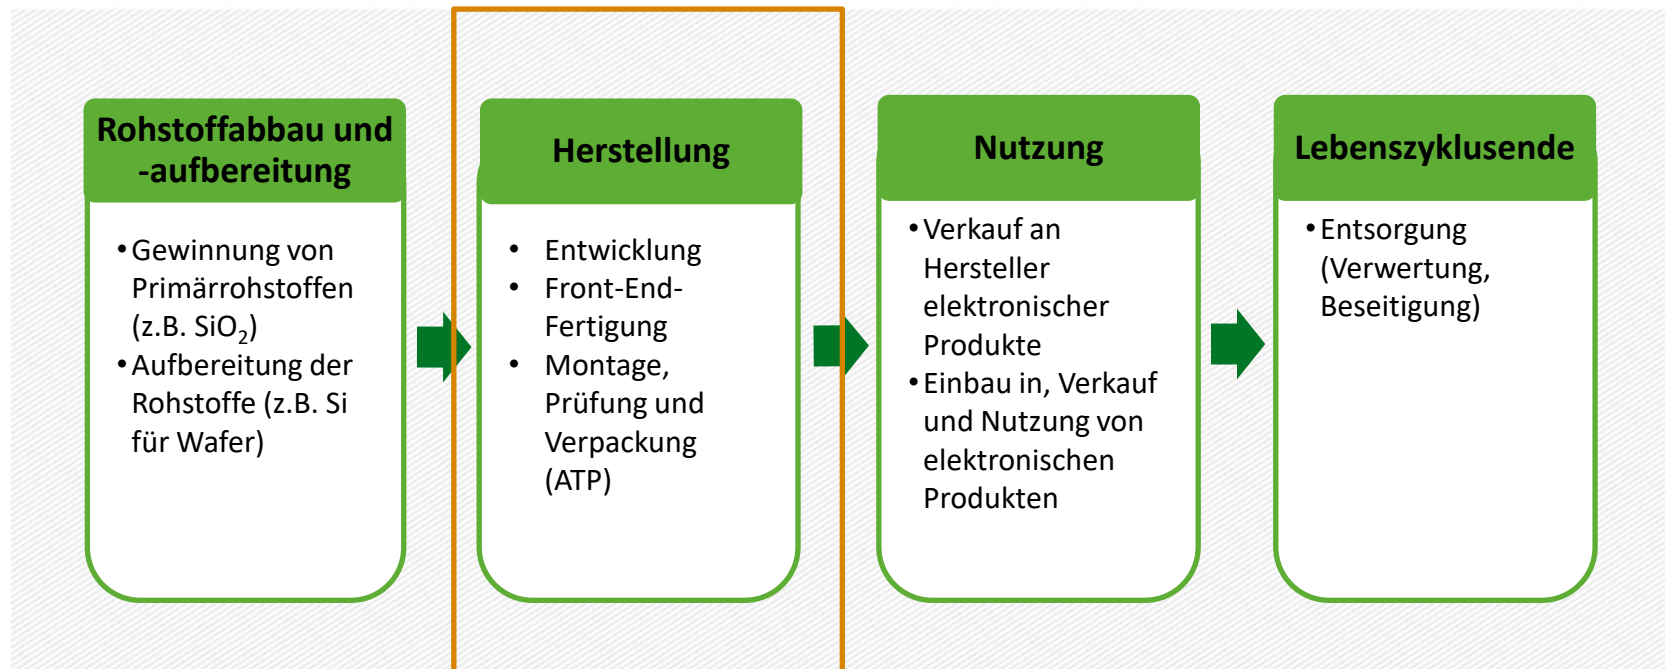 Rohstoffabbau und
-aufbereitung
•Gewinnung von
Primärrohstoffen
(z.B. SiO₂)
•Aufbereitung der
Rohstoffe (z.B. Si
für Wafer)
Herstellung
• Entwicklung
• Front-End-
Fertigung
• Montage,
Prüfung und
Verpackung
(ATP)
Nutzung
•Verkauf an
Hersteller
elektronischer
Produkte
•Einbau in, Verkauf
und Nutzung von
elektronischen
Produkten
Lebenszyklusende
•Entsorgung
(Verwertung,
Beseitigung)